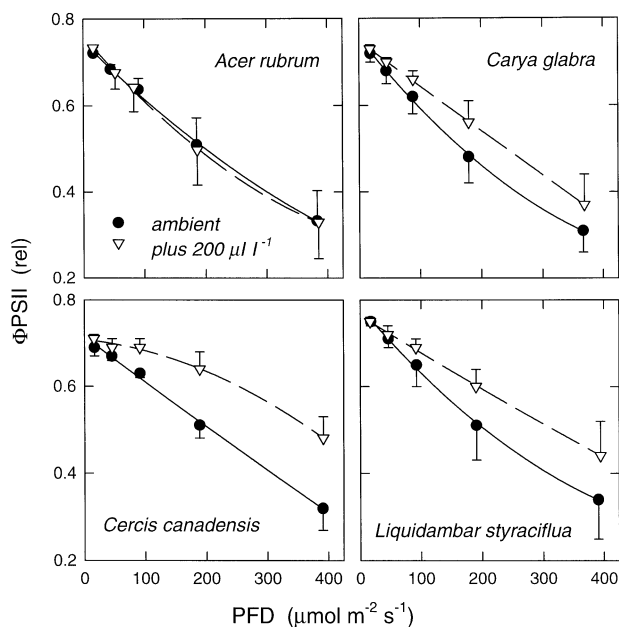 0.8
0.6
0.4
0.2
Acer rubrum
ambient
plus 200 μl l⁻¹
Carya glabra
ΦPSII (rel)
0.8
0.6
0.4
0.2
Cercis canadensis
0 100 200 300 400
Liquidambar styraciflua
0 100 200 300 400
PFD (μmol m⁻² s⁻¹)